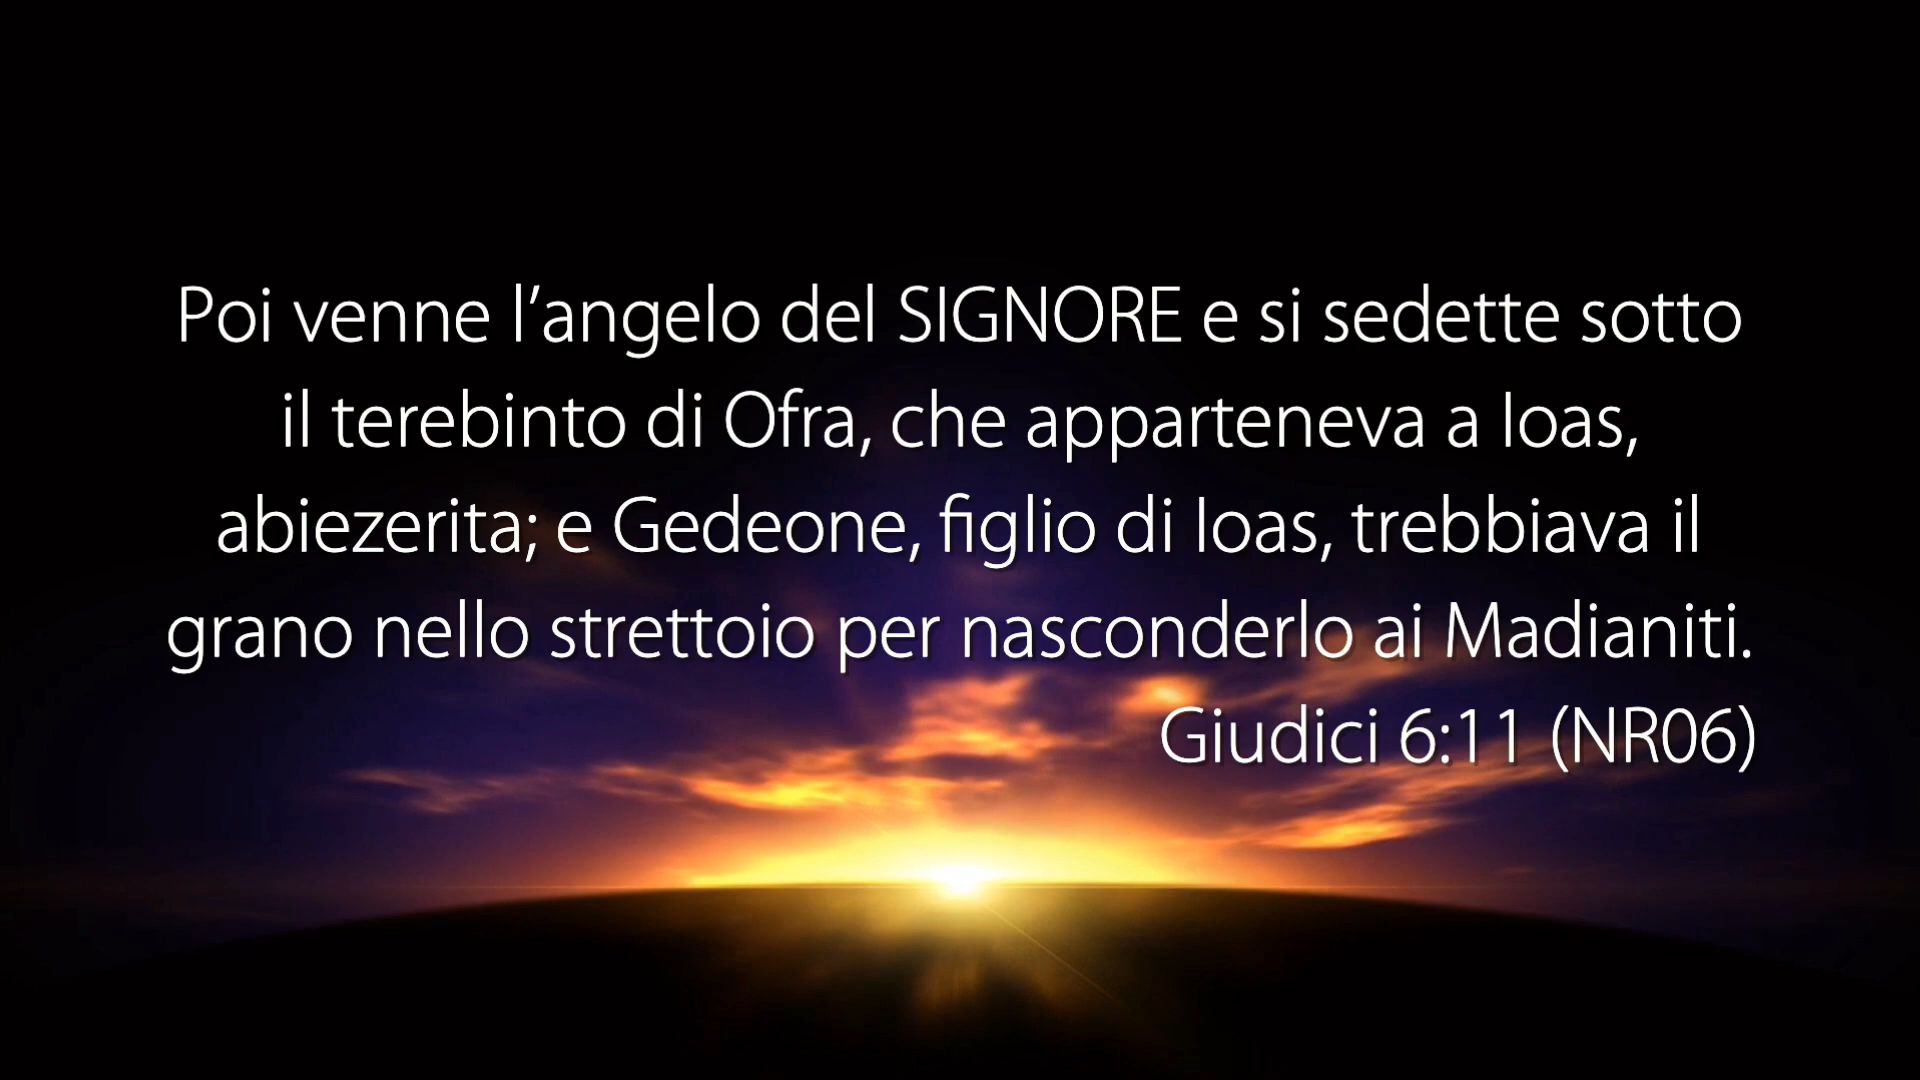 Poi venne l’angelo del SIGNORE e si sedette sotto
il terebinto di Ofra, che apparteneva a Ioas,
abiezerita; e Gedeone, figlio di Ioas, trebbiava il
grano nello strettoio per nasconderlo ai Madianiti.
Giudici 6:11 (NR06)